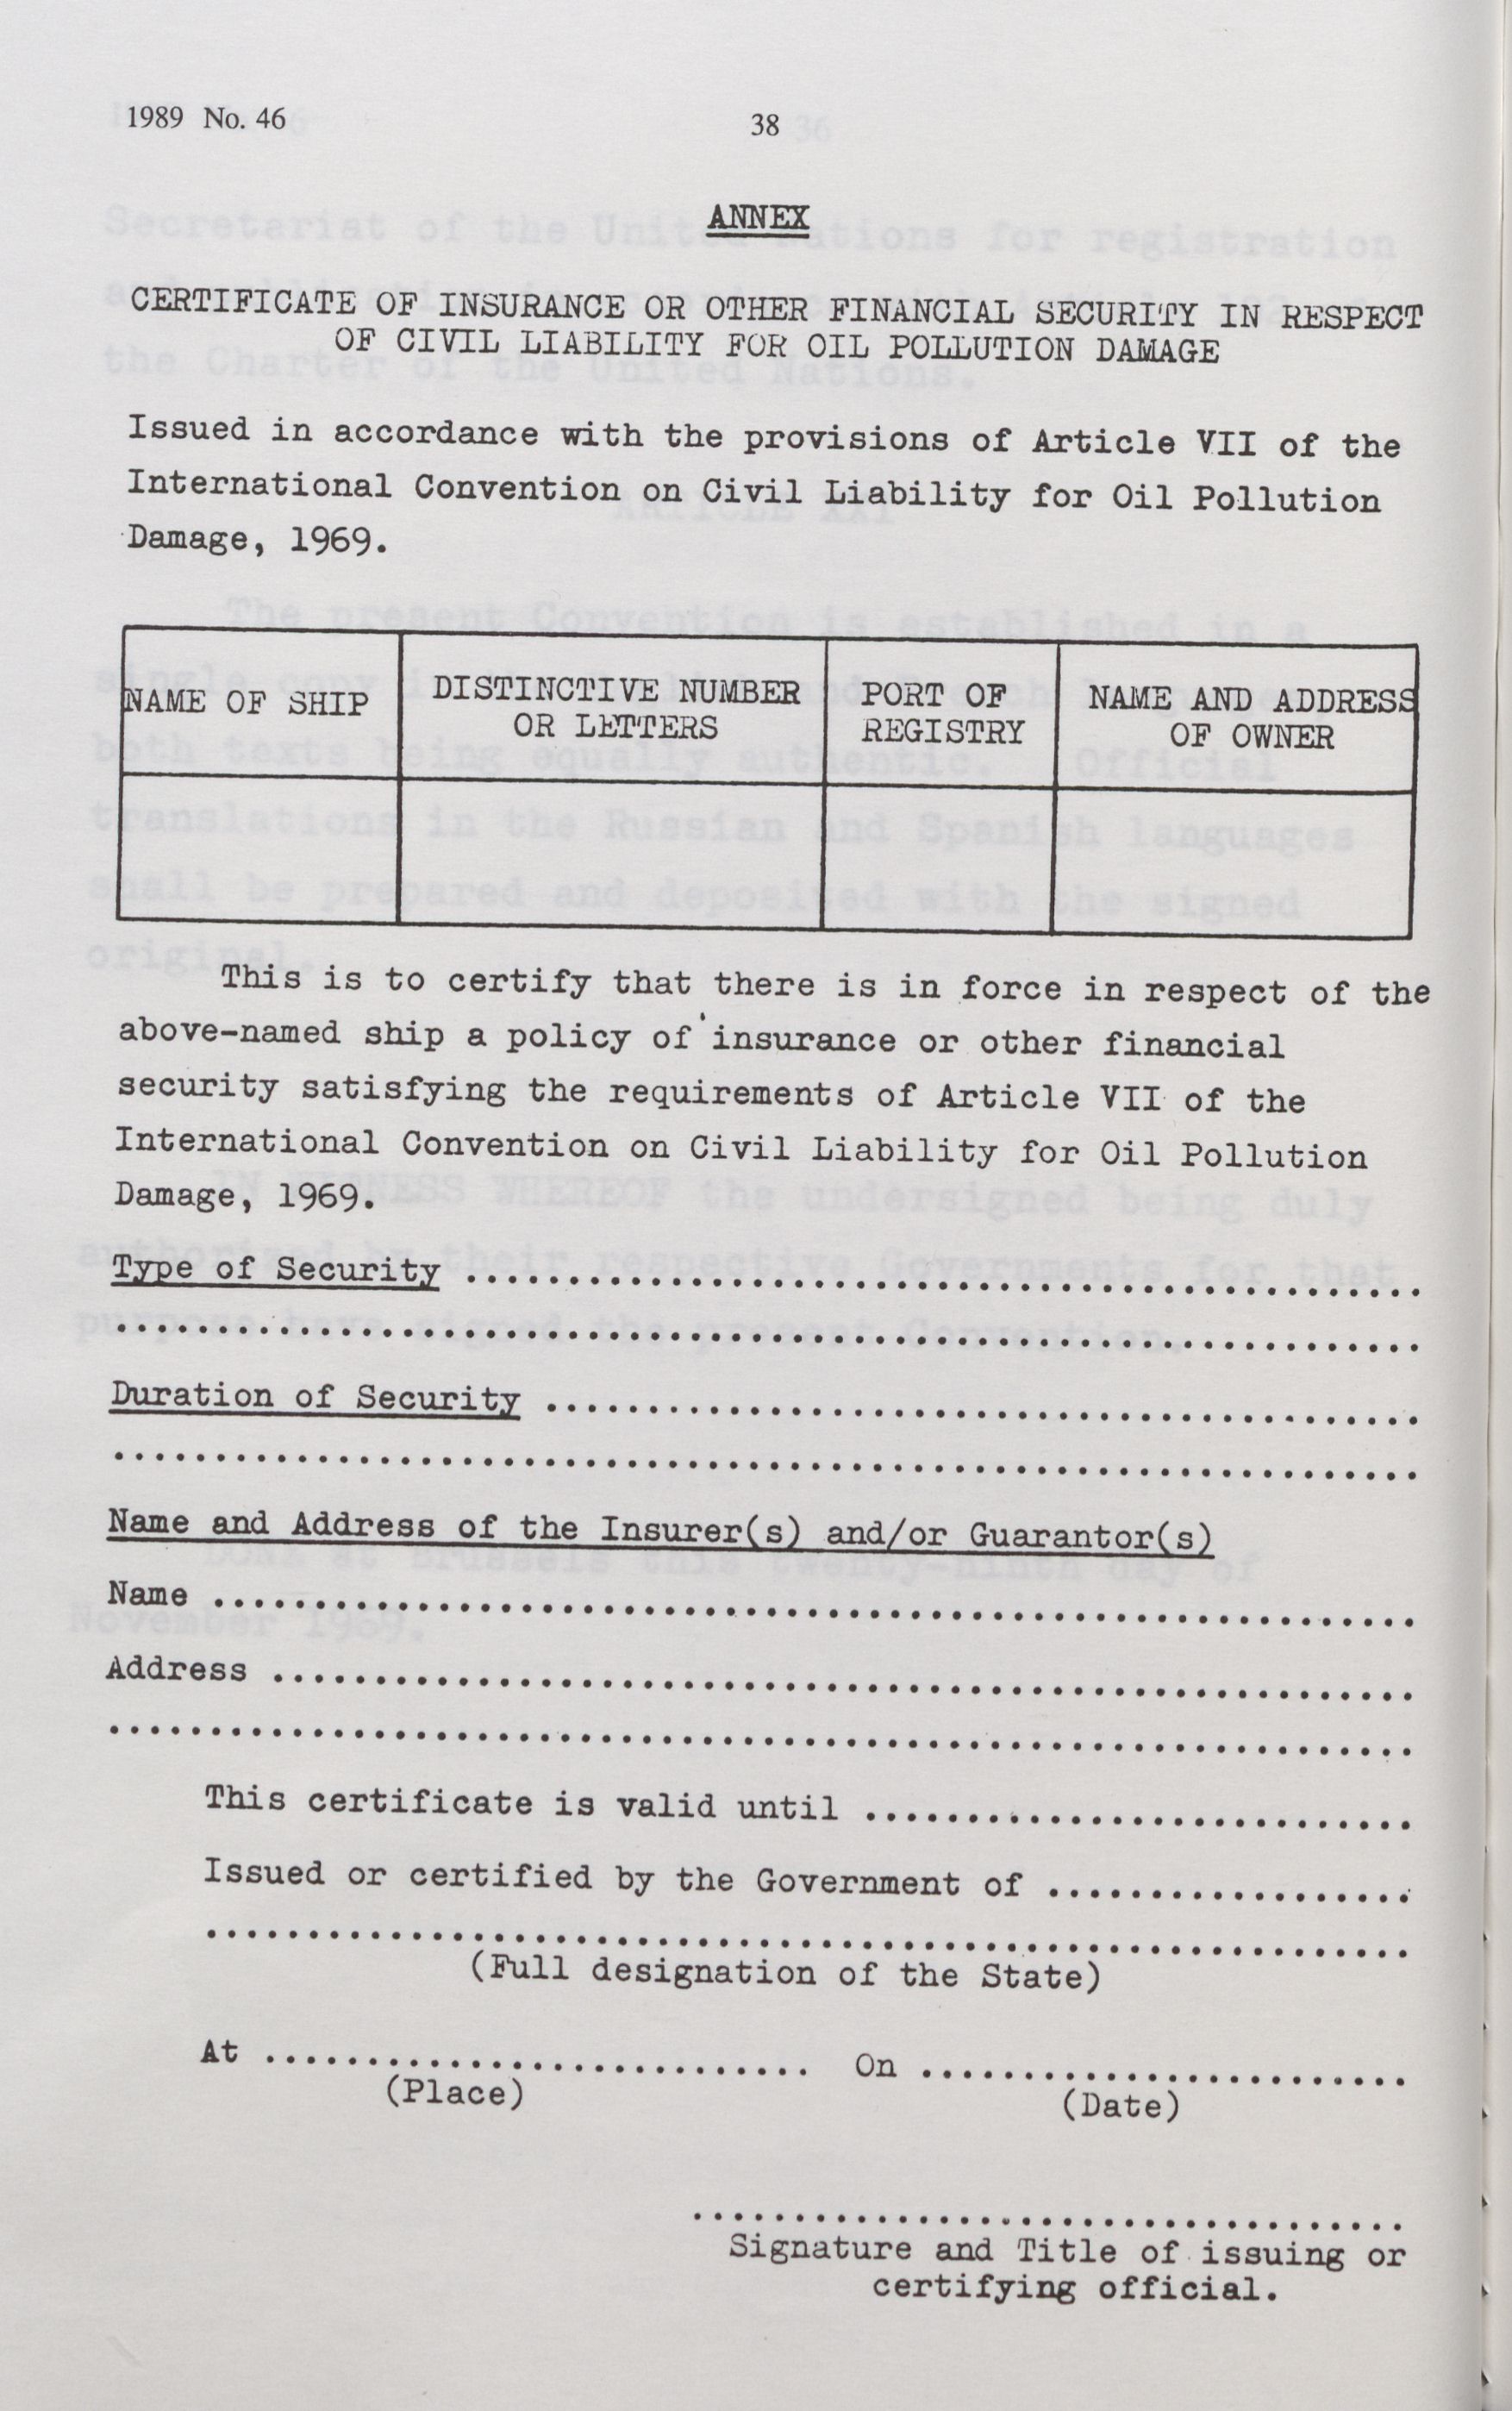 1989 No. 46
38
ANNEX
CERTIFICATE OF INSURANCE OR OTHER FINANCIAL SECURITY IN RESPECT
OF CIVIL LIABILITY FOR OIL POLLUTION DAMAGE
Issued in accordance with the provisions of Article VII of the
International Convention on Civil Liability for Oil Pollution
Damage, 1969.
NAME OF SHIP
DISTINCTIVE NUMBER
OR LETTERS
PORT OF
REGISTRY
NAME AND ADDRESS
OF OWNER
This is to certify that there is in force in respect of the
above-named ship a policy of insurance or other financial
security satisfying the requirements of Article VII of the
International Convention on Civil Liability for Oil Pollution
Damage, 1969.
Type of Security ...............................................
................................................................
Duration of Security ...........................................
................................................................
Name and Address of the Insurer(s) and/or Guarantor(s)
Name ...........................................................
Address ........................................................
................................................................
This certificate is valid until ...........................
Issued or certified by the Government of ..................
...........................................................
(Full designation of the State)
At ........................... On ........................
(Place)
(Date)
...................................
Signature and Title of issuing or
certifying official.